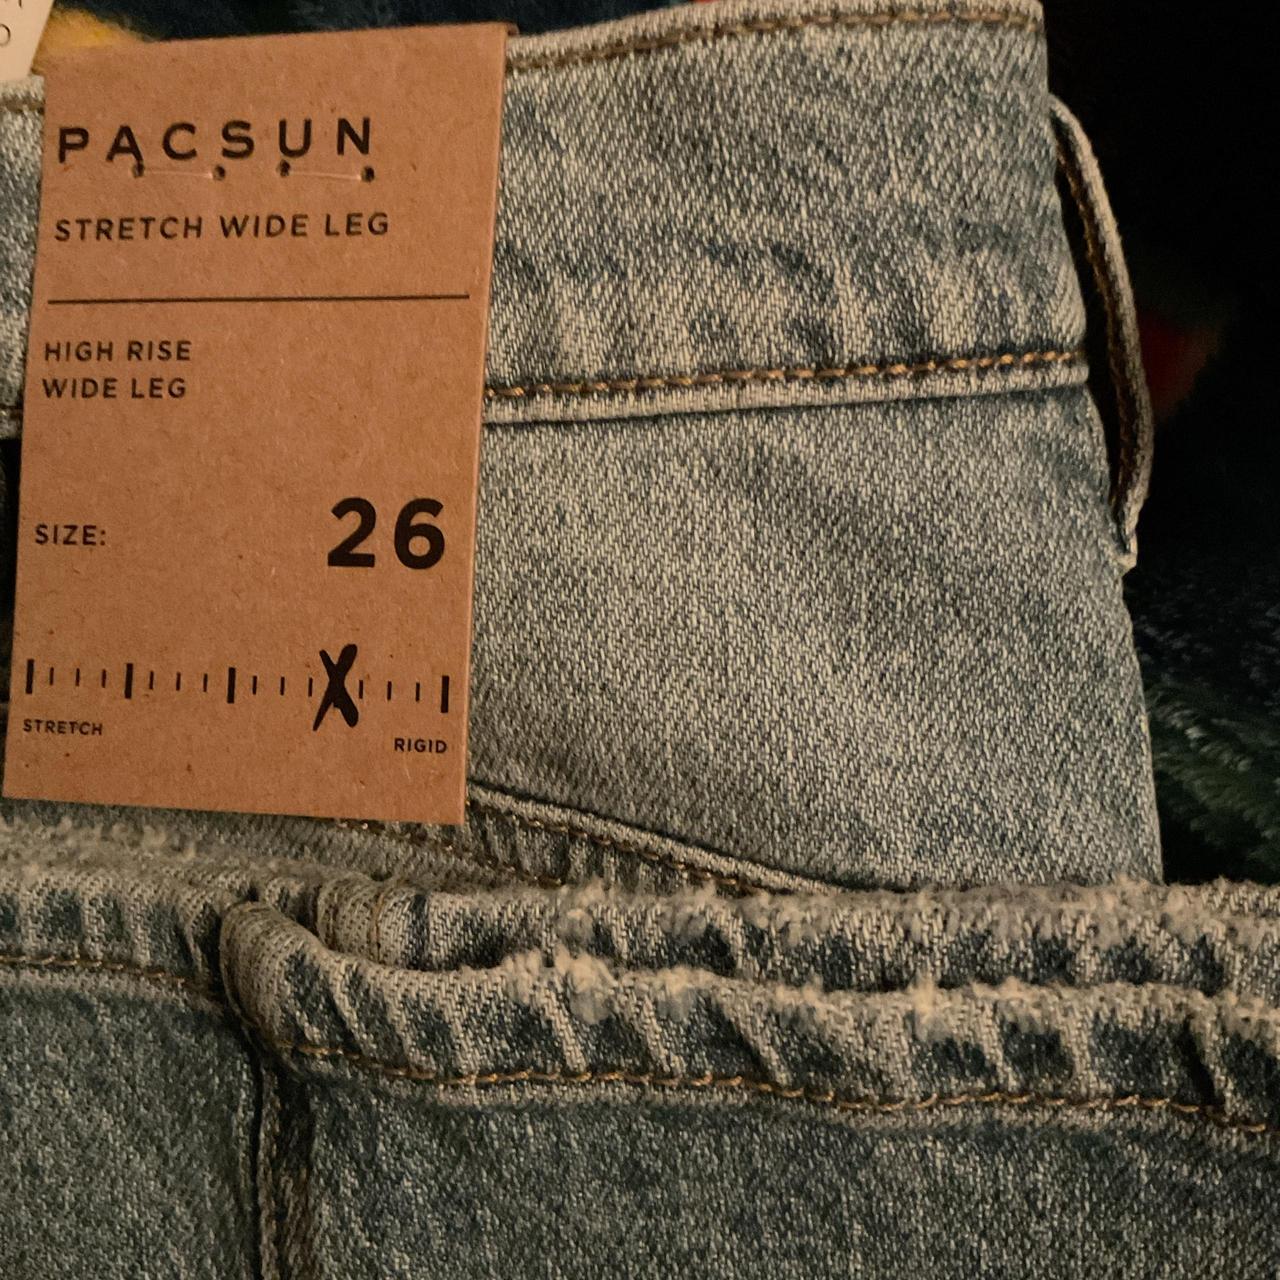 PACSUN
STRETCH WIDE LEG
HIGH RISE
WIDE LEG
SIZE: 26
X
STRETCH
RIGID